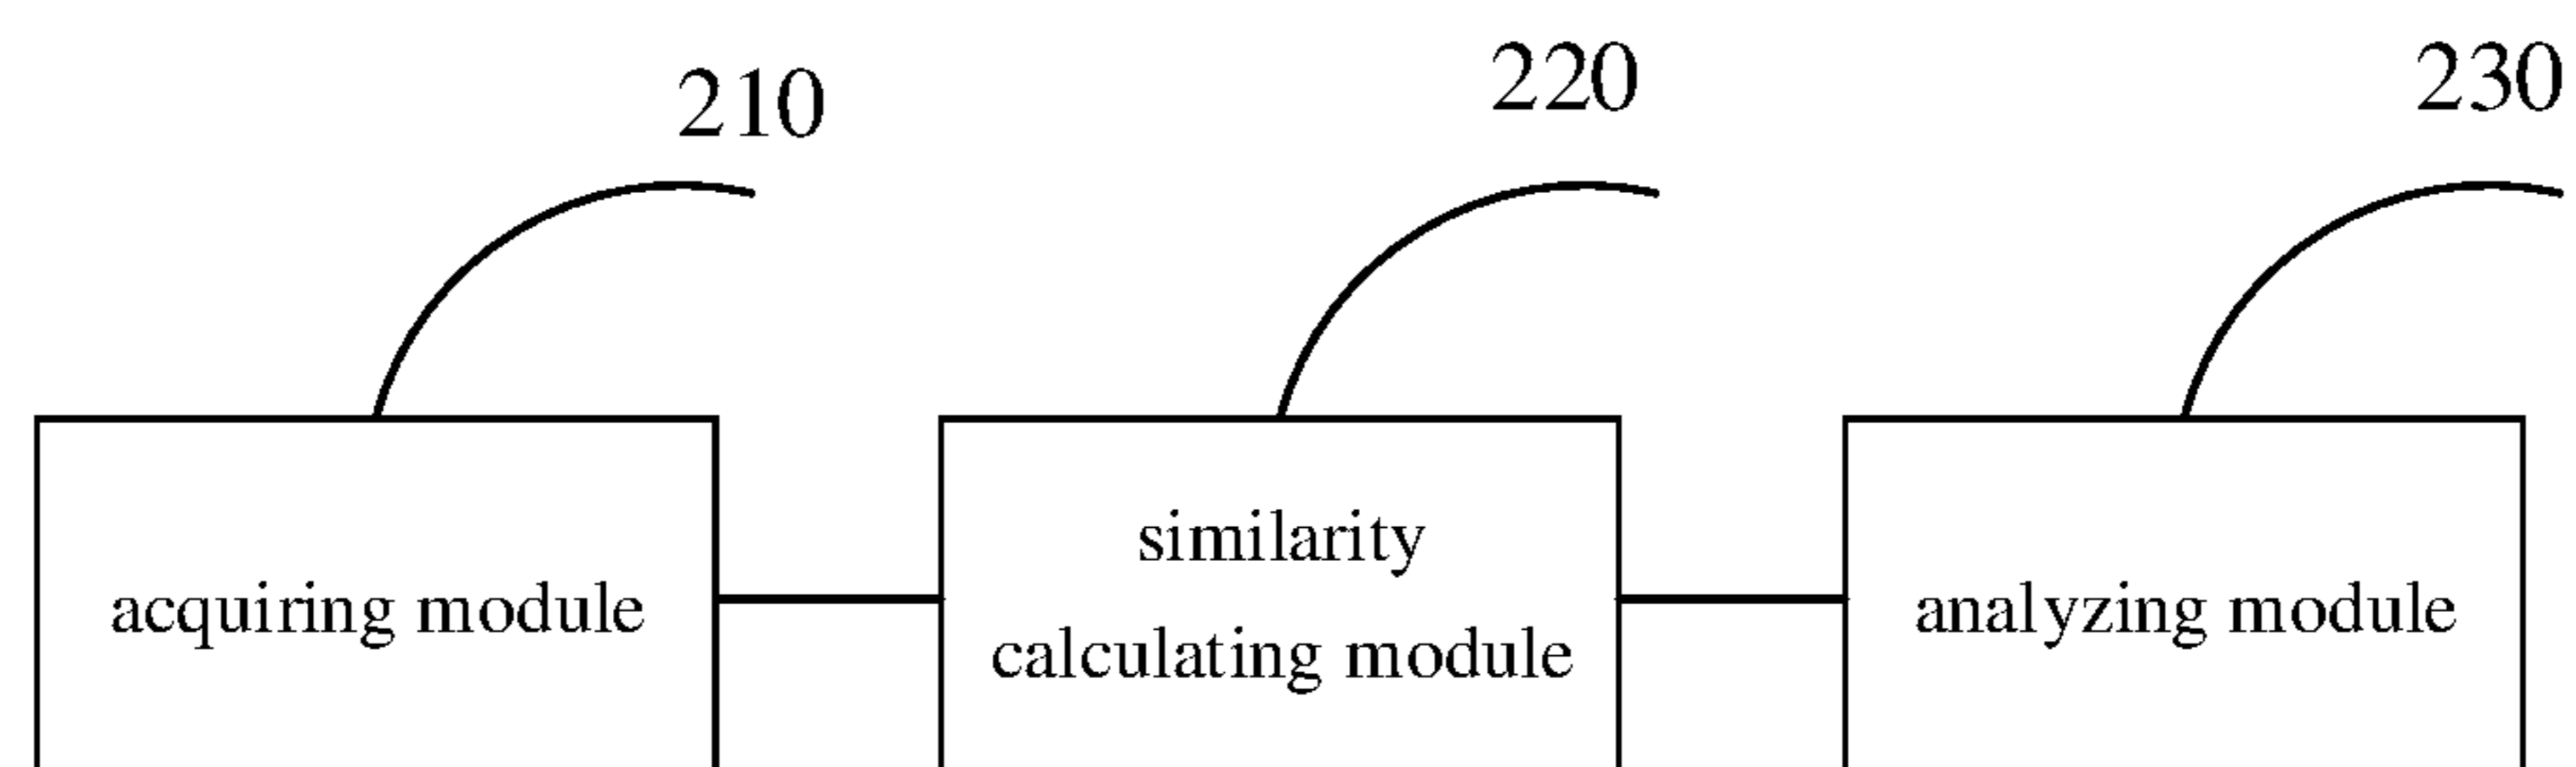 210
220
230
acquiring module
similarity
calculating module
analyzing module